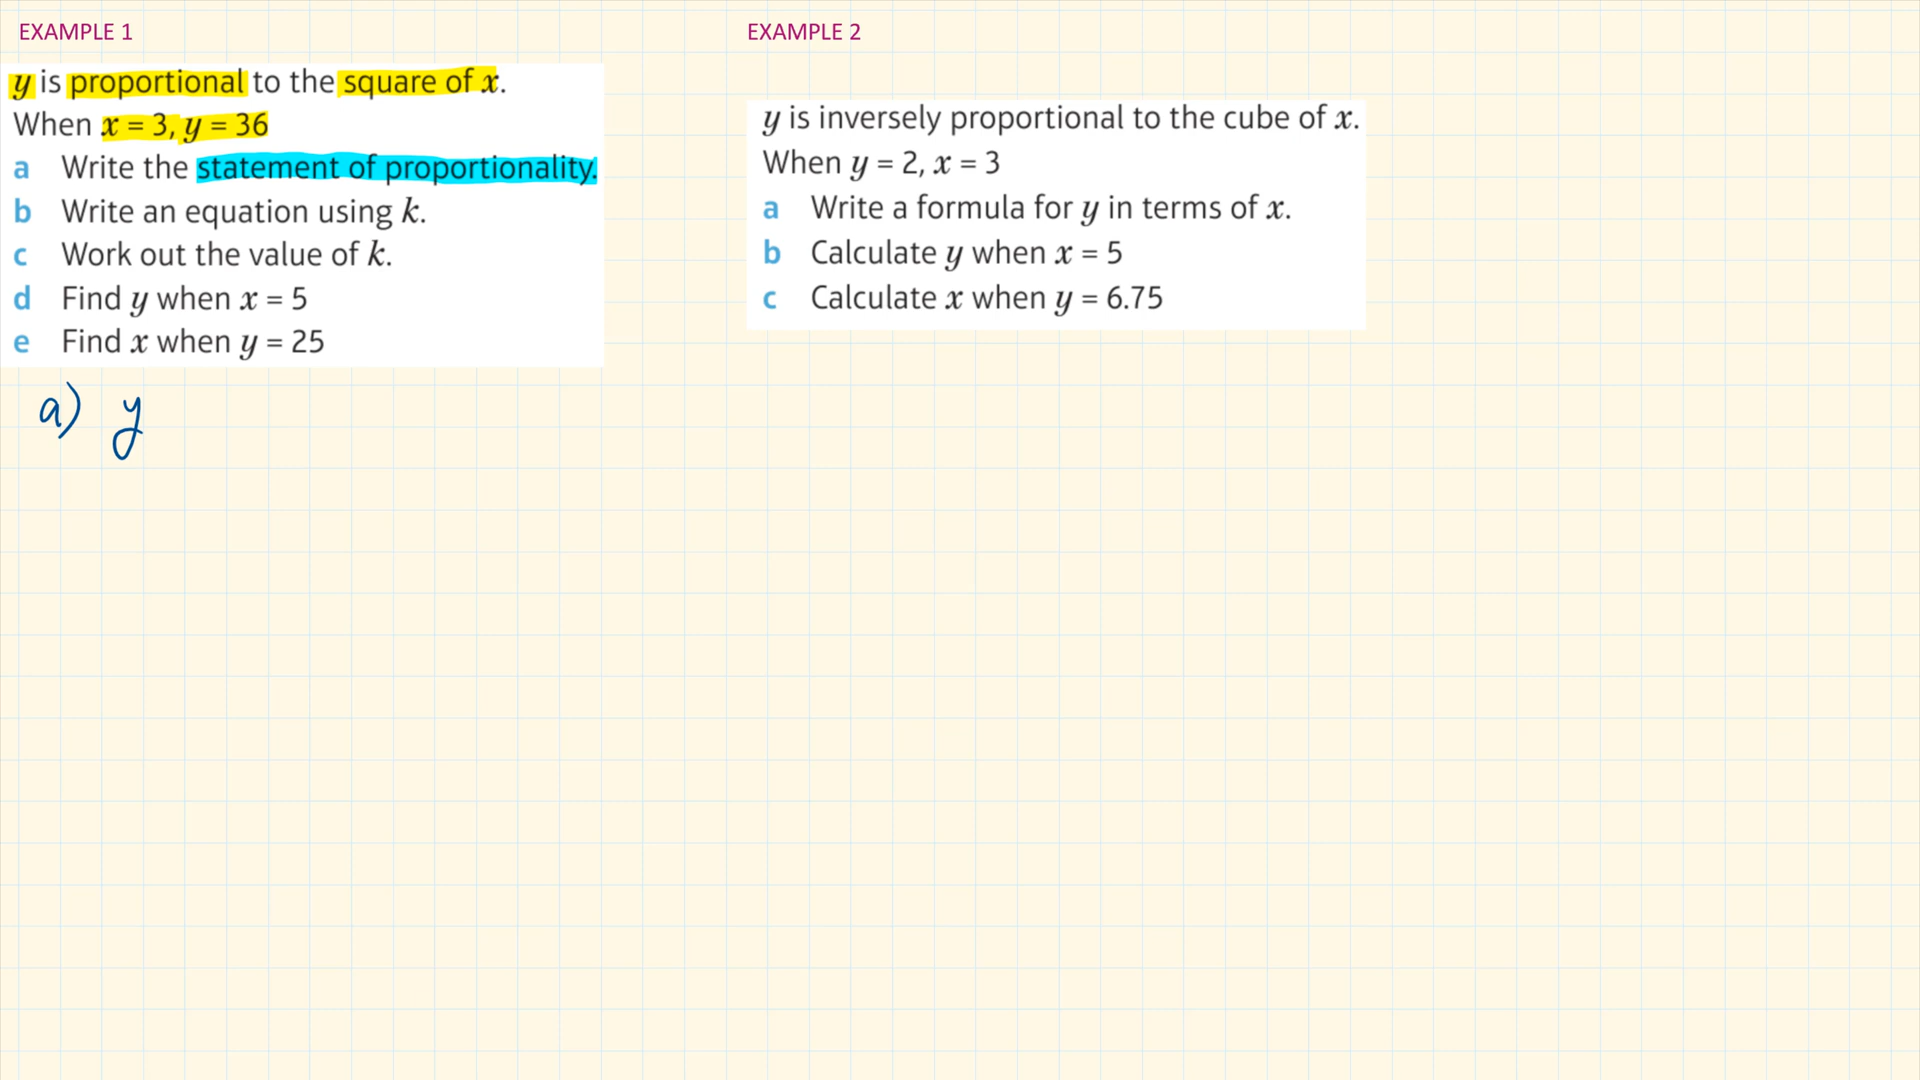 EXAMPLE 1
y is proportional to the square of x.
When x = 3, y = 36
a Write the statement of proportionality.
b Write an equation using k.
c Work out the value of k.
d Find y when x = 5
e Find x when y = 25
a) y
EXAMPLE 2
y is inversely proportional to the cube of x.
When y = 2, x = 3
a Write a formula for y in terms of x.
b Calculate y when x = 5
c Calculate x when y = 6.75